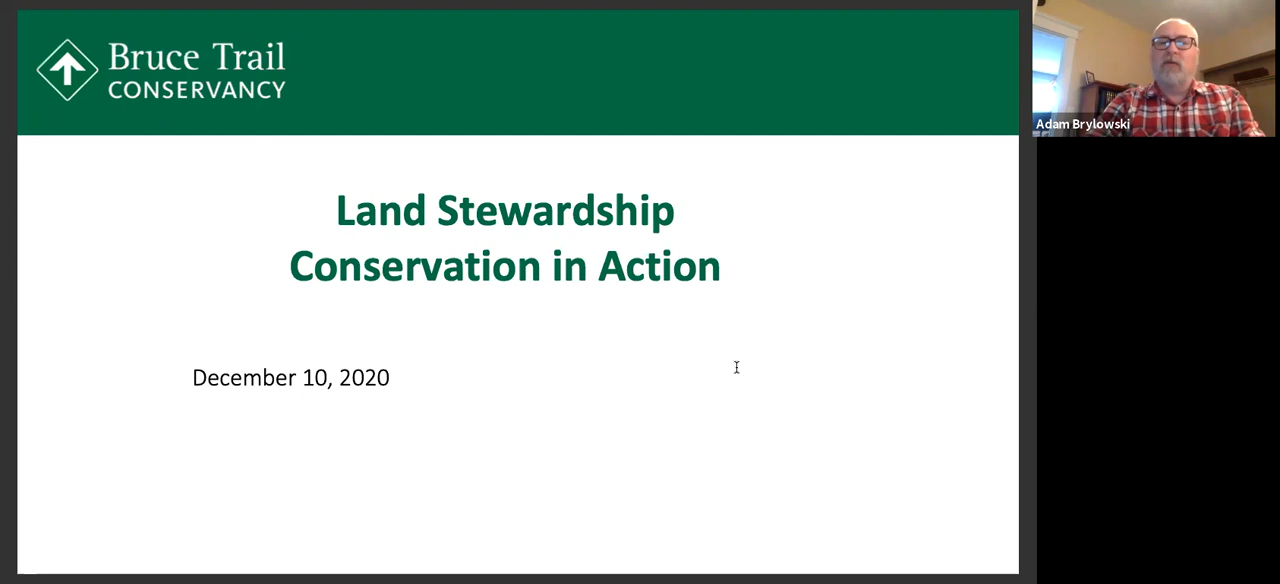 Bruce Trail
CONSERVANCY
Land Stewardship
Conservation in Action
December 10, 2020
Adam Brylowski